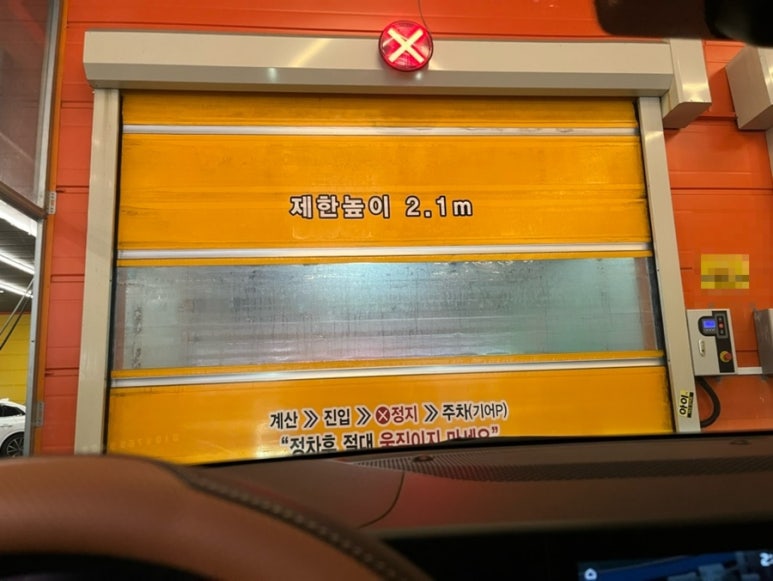 제한높이 2.1m
계산 》 진입 》 ⓧ정지 》 주차(기어P)
“정차후 절대 움직이지 마세요”